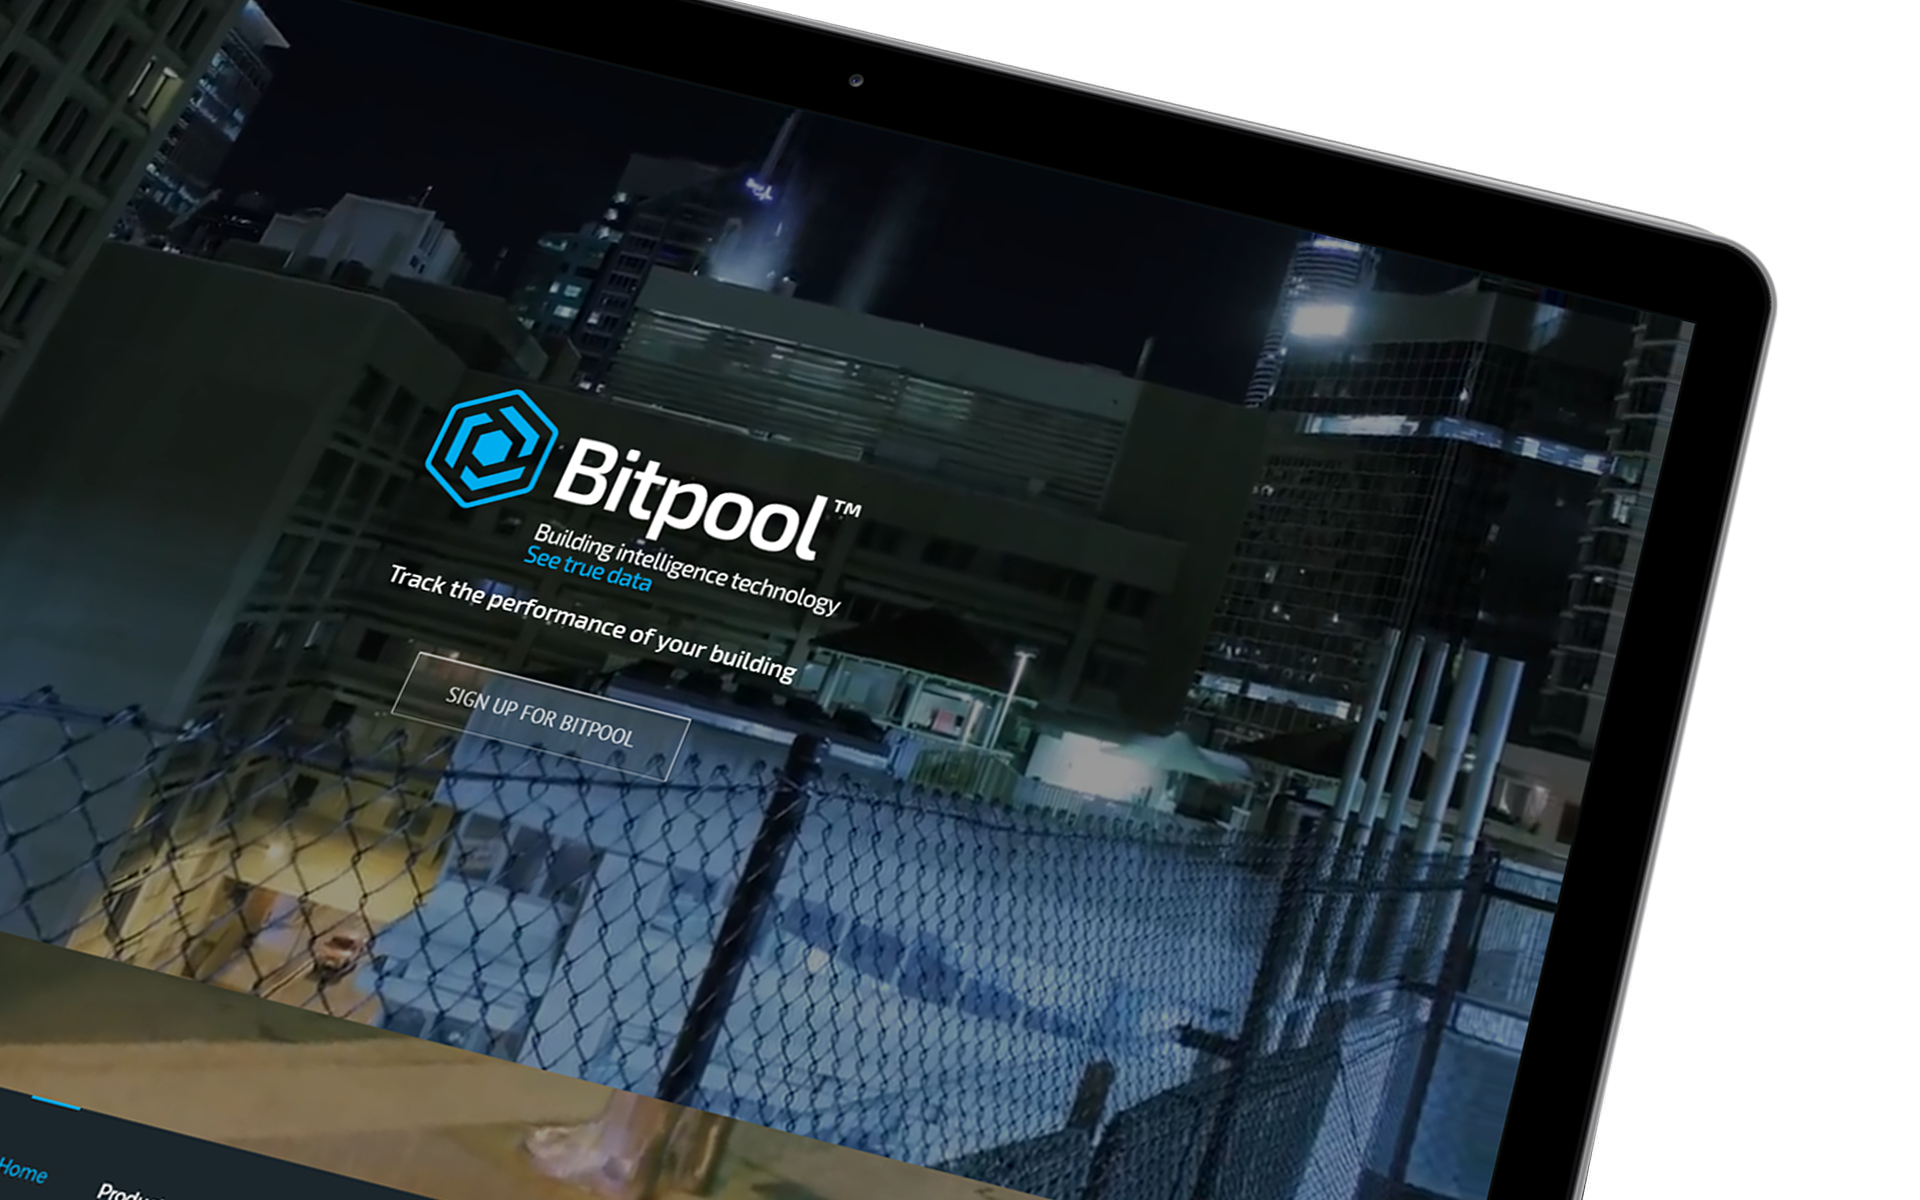 Bitpool™
Building intelligence technology
See true data
Track the performance of your building
SIGN UP FOR BITPOOL
Home